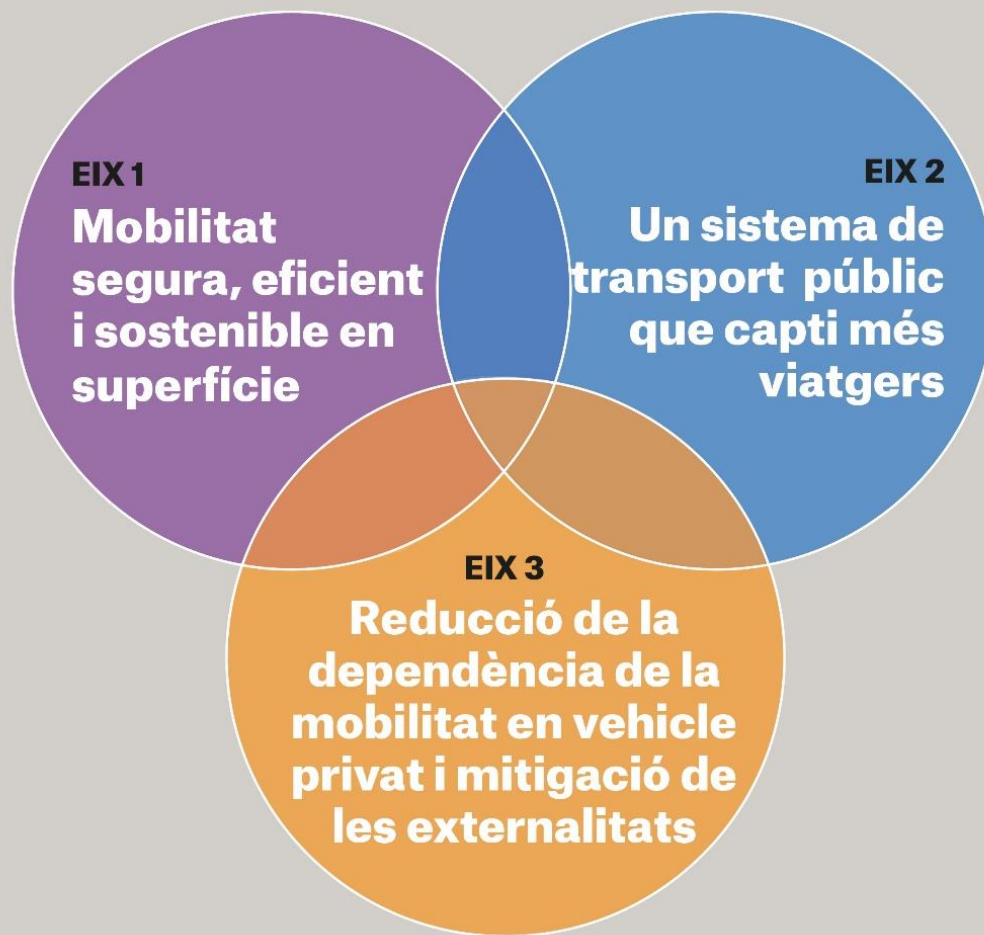 EIX 1
Mobilitat
segura, eficient
i sostenible en
superfície
EIX 2
Un sistema de
transport públic
que capti més
viatgers
EIX 3
Reducció de la
dependència de la
mobilitat en vehicle
privat i mitigació de
les externalitats